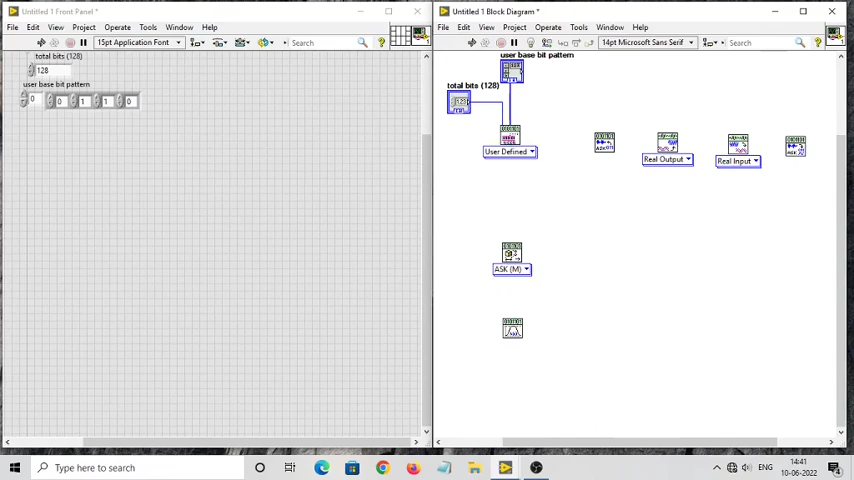 Untitled 1 Front Panel *
File Edit View Project Operate Tools Window Help
15pt Application Font
Search
total bits (128)
128
user base bit pattern
0 0 1 1 0
Untitled 1 Block Diagram *
File Edit View Project Operate Tools Window Help
14pt Microsoft Sans Serif
Search
user base bit pattern
total bits (128)
User Defined
Real Output
Real Input
ASK (M)
Type here to search
ENG
14:41
10-06-2022
4